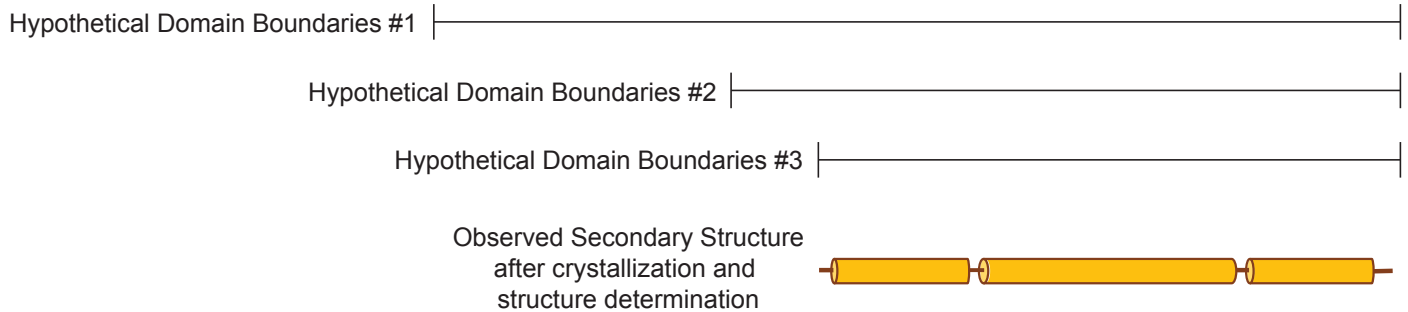 Hypothetical Domain Boundaries #1
Hypothetical Domain Boundaries #2
Hypothetical Domain Boundaries #3
Observed Secondary Structure
after crystallization and
structure determination